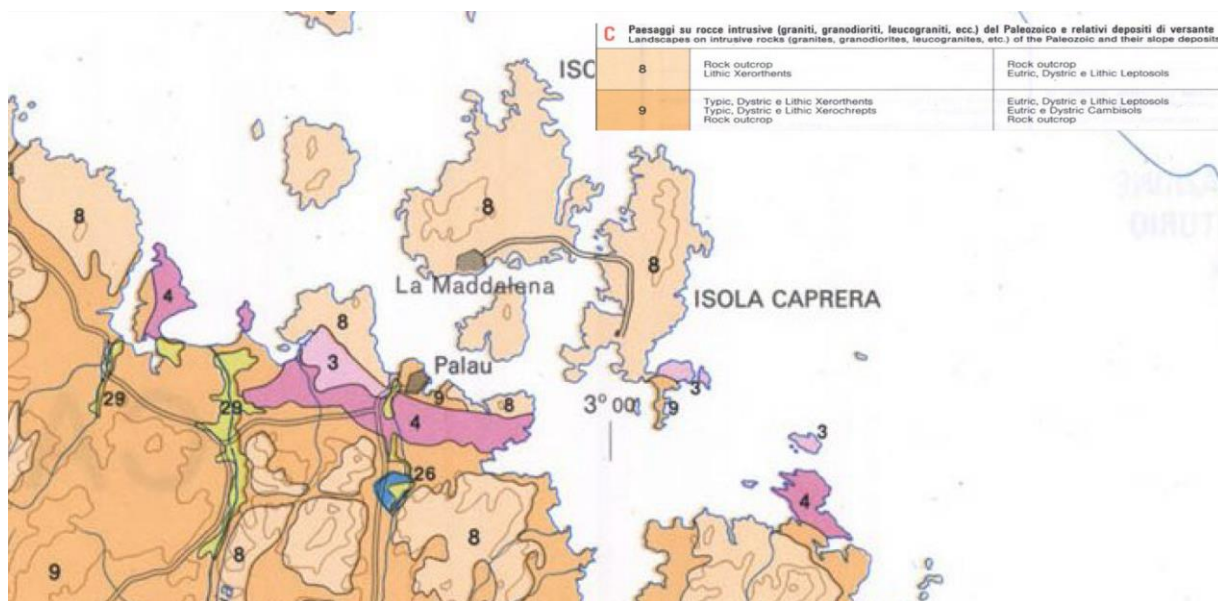 C Paesaggi su rocce intrusive (graniti, granodioriti, leucograniti, ecc.) del Paleozoico e relativi depositi di versante
Landscapes on intrusive rocks (granites, granodiorites, leucogranites, etc.) of the Paleozoic and their slope deposits
8
Rock outcrop
Lithic Xerorthents
Rock outcrop
Eutric, Dystric e Lithic Leptosols
9
Typic, Dystric e Lithic Xerorthents
Typic, Dystric e Lithic Xerochrepts
Rock outcrop
Eutric, Dystric e Lithic Leptosols
Eutric e Dystric Cambisols
Rock outcrop
ISO
8
8
8
La Maddalena
ISOLA CAPRERA
4
8
3
Palau
3
29
29
9
8
3° 00'
9
4
3
26
4
8
8
9